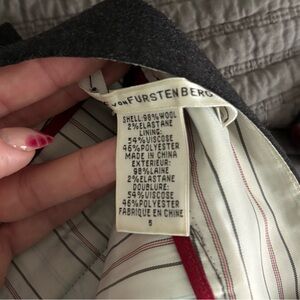 VON FURSTENBERG
SHELL:98% WOOL
2% ELASTANE
LINING:
54% VISCOSE
46% POLYESTER
MADE IN CHINA
EXTERIEUR:
98% LAINE
2% ELASTANE
DOUBLURE:
54% VISCOSE
46% POLYESTER
FABRIQUE EN CHINE